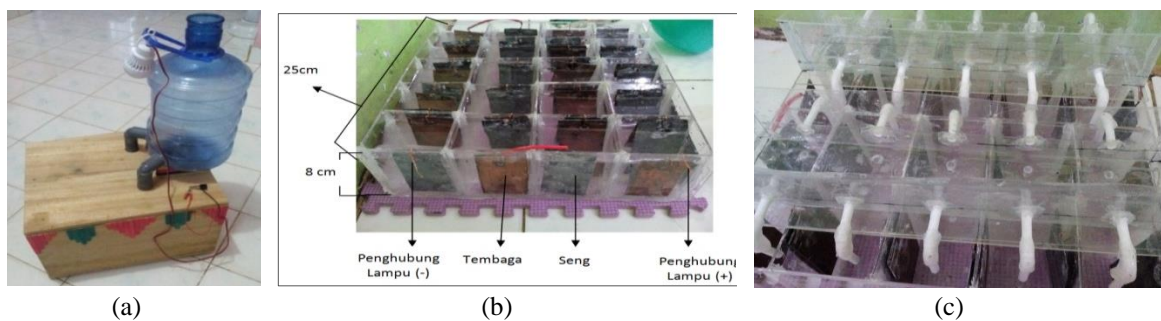 25cm
8 cm
Penghubung
Lampu (-)
Tembaga
Seng
Penghubung
Lampu (+)
(a)
(b)
(c)